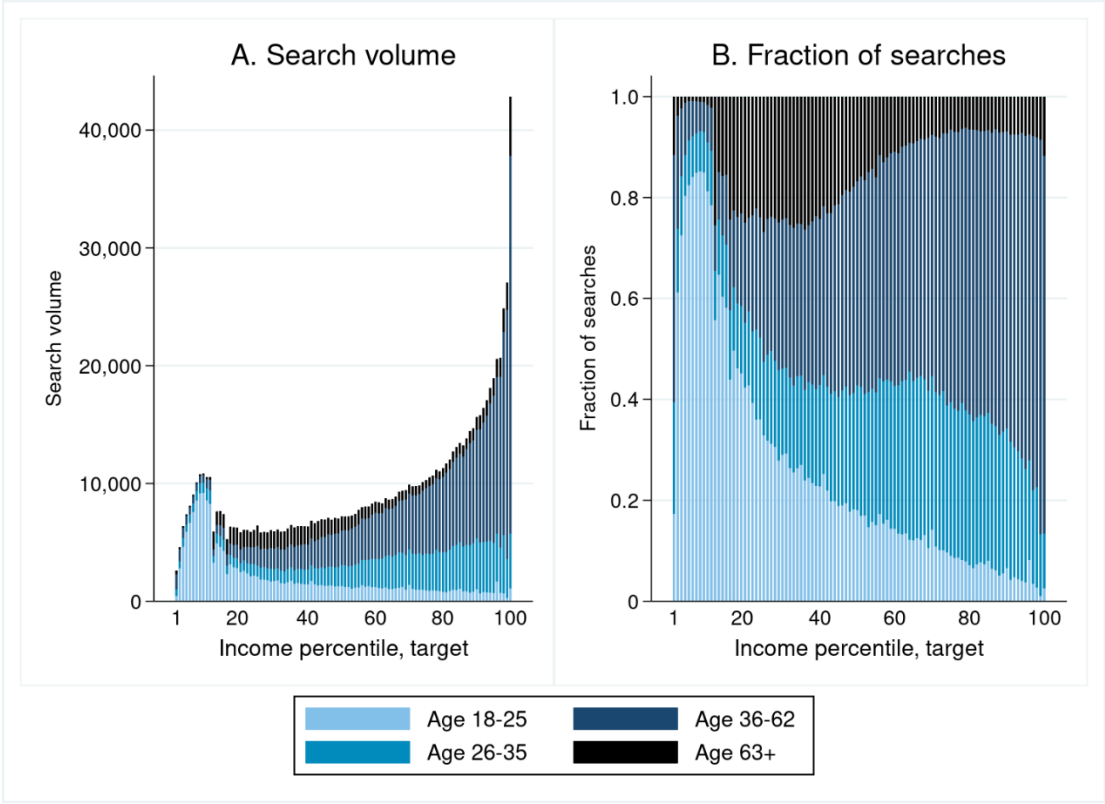 A. Search volume
40,000
30,000
20,000
10,000
0
Search volume
1 20 40 60 80 100
Income percentile, target
B. Fraction of searches
1.0
0.8
0.6
0.4
0.2
0
Fraction of searches
1 20 40 60 80 100
Income percentile, target
Age 18-25 Age 36-62
Age 26-35 Age 63+